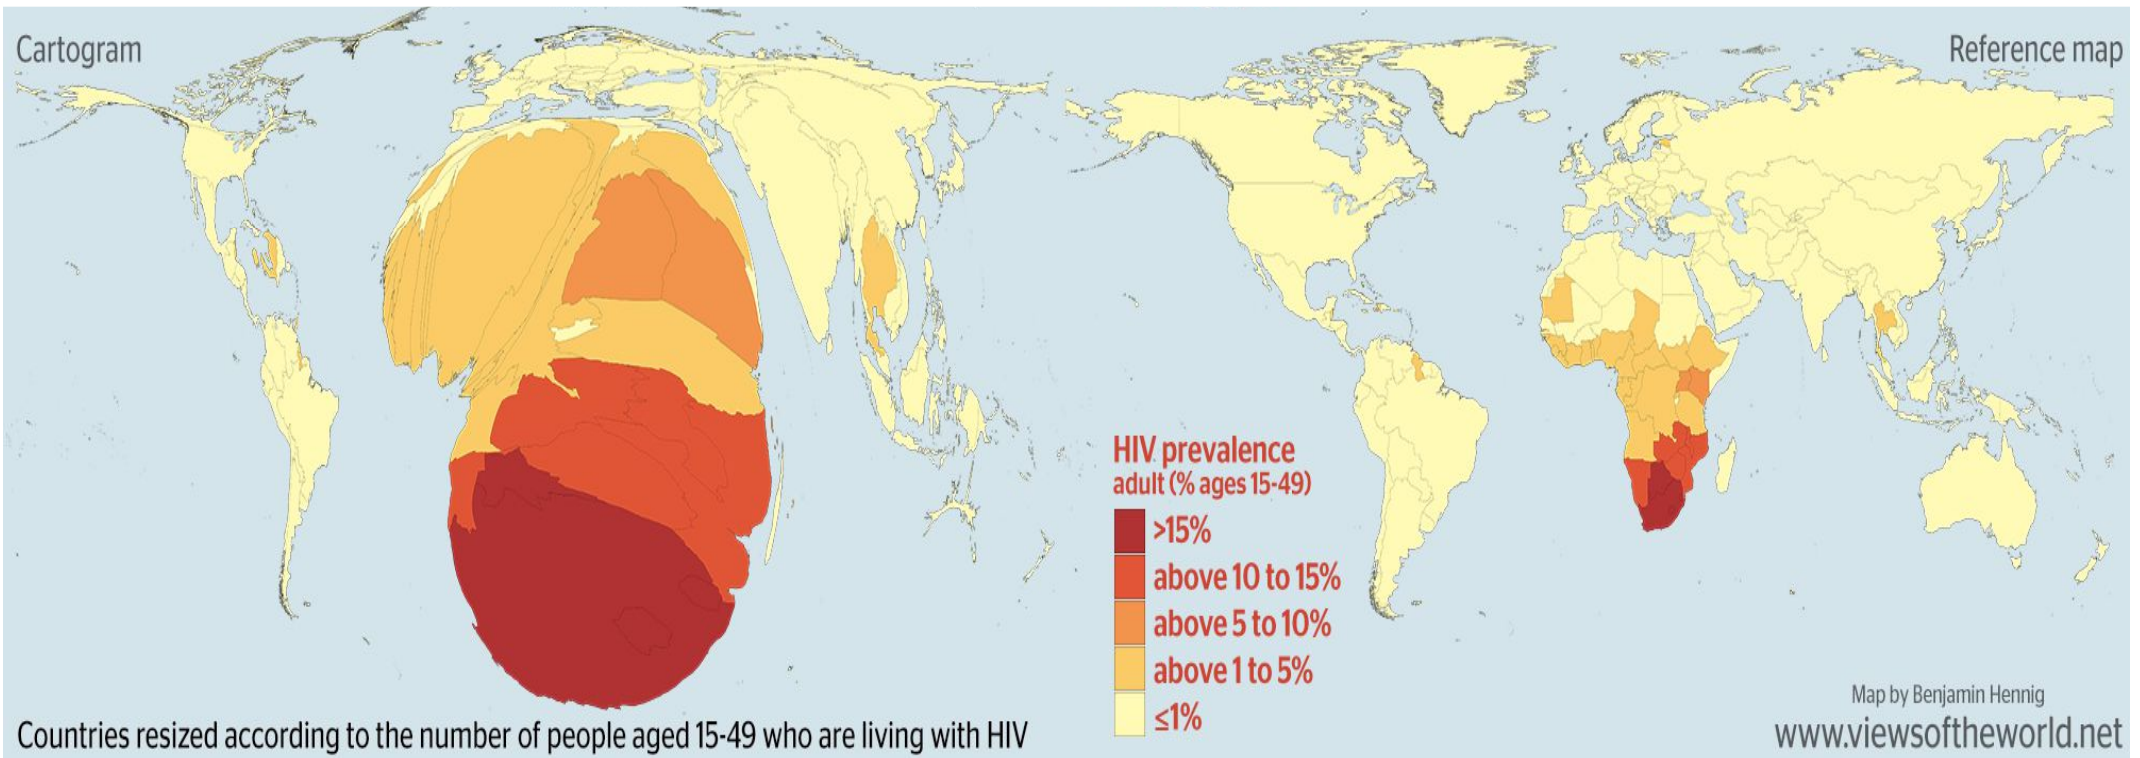 Cartogram
Reference map
HIV prevalence
adult (% ages 15-49)
>15%
above 10 to 15%
above 5 to 10%
above 1 to 5%
≤1%
Map by Benjamin Hennig
www.viewsoftheworld.net
Countries resized according to the number of people aged 15-49 who are living with HIV